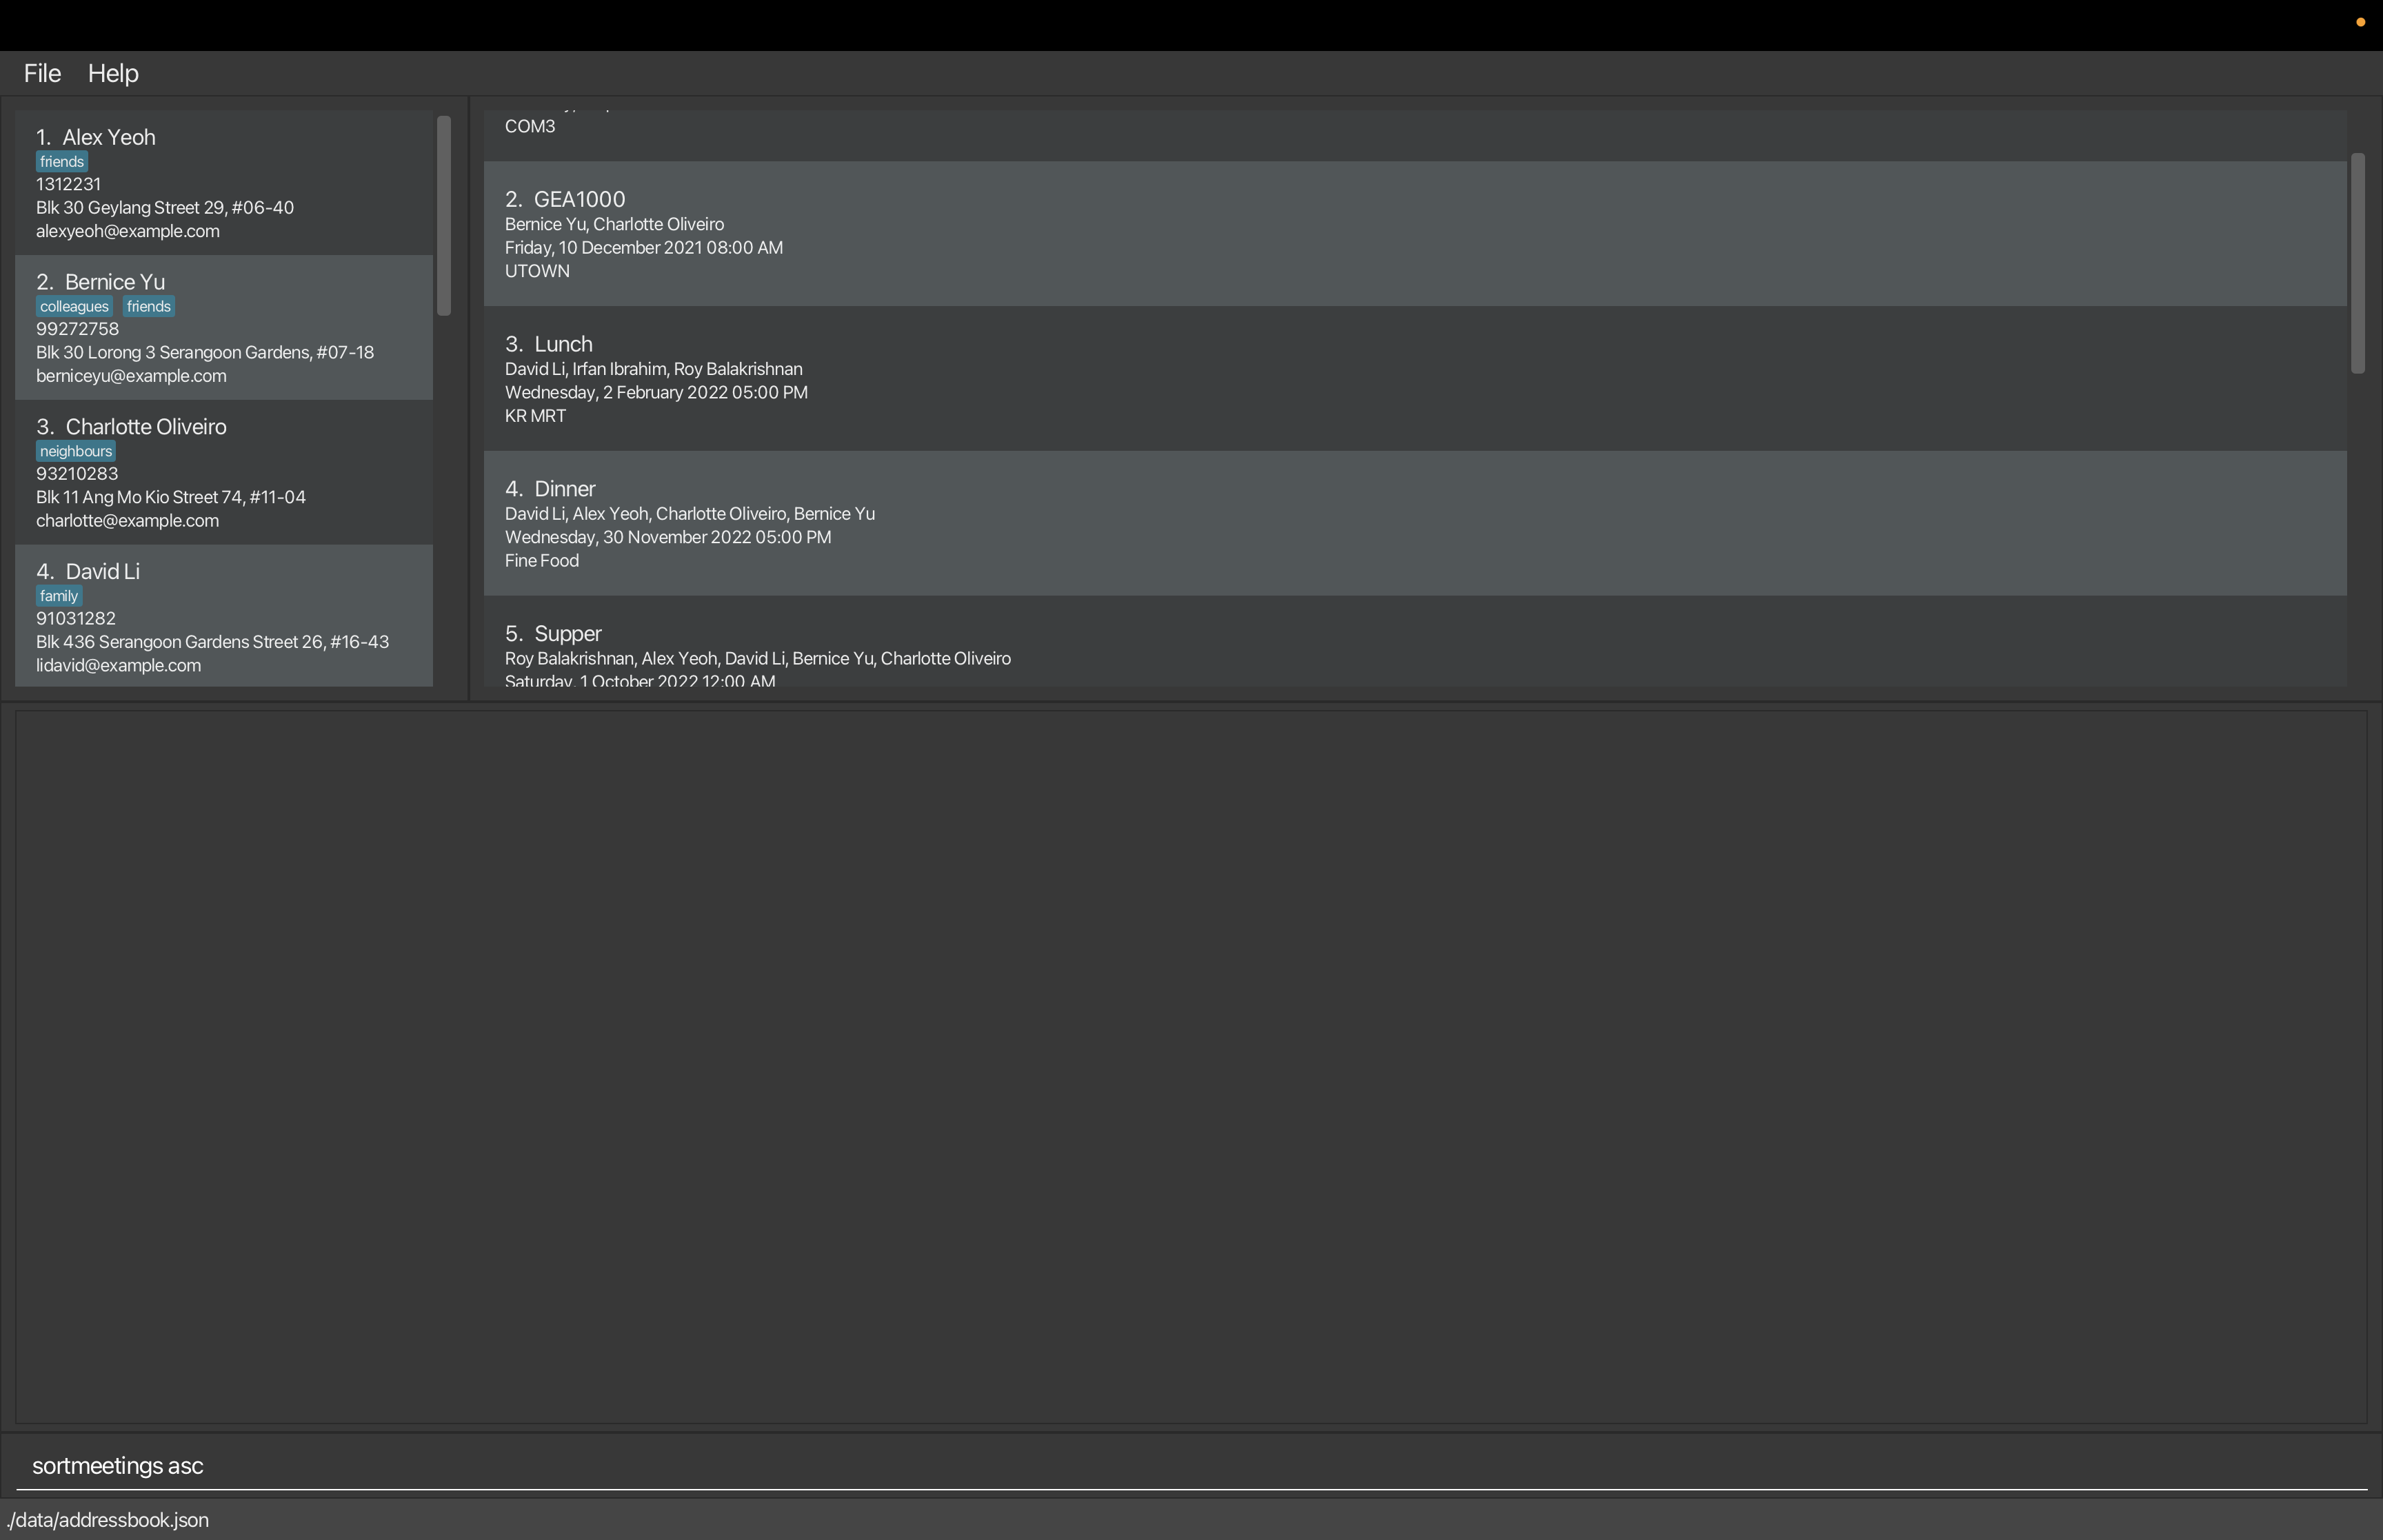 File Help
1. Alex Yeoh
friends
1312231
Blk 30 Geylang Street 29, #06-40
alexyeoh@example.com
2. Bernice Yu
colleagues friends
99272758
Blk 30 Lorong 3 Serangoon Gardens, #07-18
berniceyu@example.com
3. Charlotte Oliveiro
neighbours
93210283
Blk 11 Ang Mo Kio Street 74, #11-04
charlotte@example.com
4. David Li
family
91031282
Blk 436 Serangoon Gardens Street 26, #16-43
lidavid@example.com
COM3
2. GEA1000
Bernice Yu, Charlotte Oliveiro
Friday, 10 December 2021 08:00 AM
UTOWN
3. Lunch
David Li, Irfan Ibrahim, Roy Balakrishnan
Wednesday, 2 February 2022 05:00 PM
KR MRT
4. Dinner
David Li, Alex Yeoh, Charlotte Oliveiro, Bernice Yu
Wednesday, 30 November 2022 05:00 PM
Fine Food
5. Supper
Roy Balakrishnan, Alex Yeoh, David Li, Bernice Yu, Charlotte Oliveiro
Saturday, 1 October 2022 12:00 AM
sortmeetings asc
./data/addressbook.json